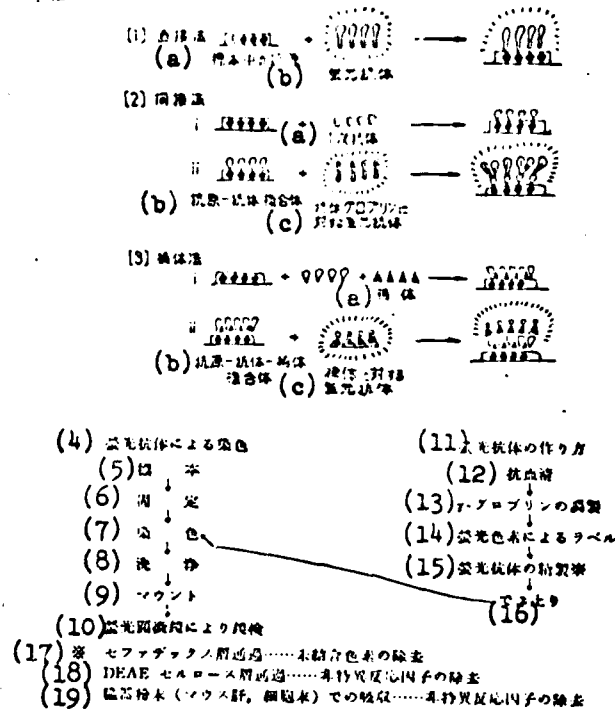 [1] 直接法
(a) 標本中の抗原
(b) 蛍光抗体
[2] 間接法
i (a) 1次抗体
ii
(b) 抗原-抗体複合体
(c) 抗体グロブリンに
対する蛍光抗体
[3] 補体法
i (a) 補体
ii
(b) 抗原-抗体-補体
複合体
(c) 補体に対する
蛍光抗体
(4) 蛍光抗体による染色
(5) 標 本
(6) 固 定
(7) 染 色
(8) 洗 浄
(9) マウント
(10) 蛍光顕微鏡により検鏡
(11) 蛍光抗体の作り方
(12) 抗血清
(13) γ-グロブリンの調製
(14) 蛍光色素によるラベル
(15) 蛍光抗体の精製※
(16)
(17) ※ セファデックス層通過……未結合色素の除去
(18) DEAE セルロース層通過……非特異反応因子の除去
(19) 臓器粉末（マウス肝，細胞末）での吸収……非特異反応因子の除去